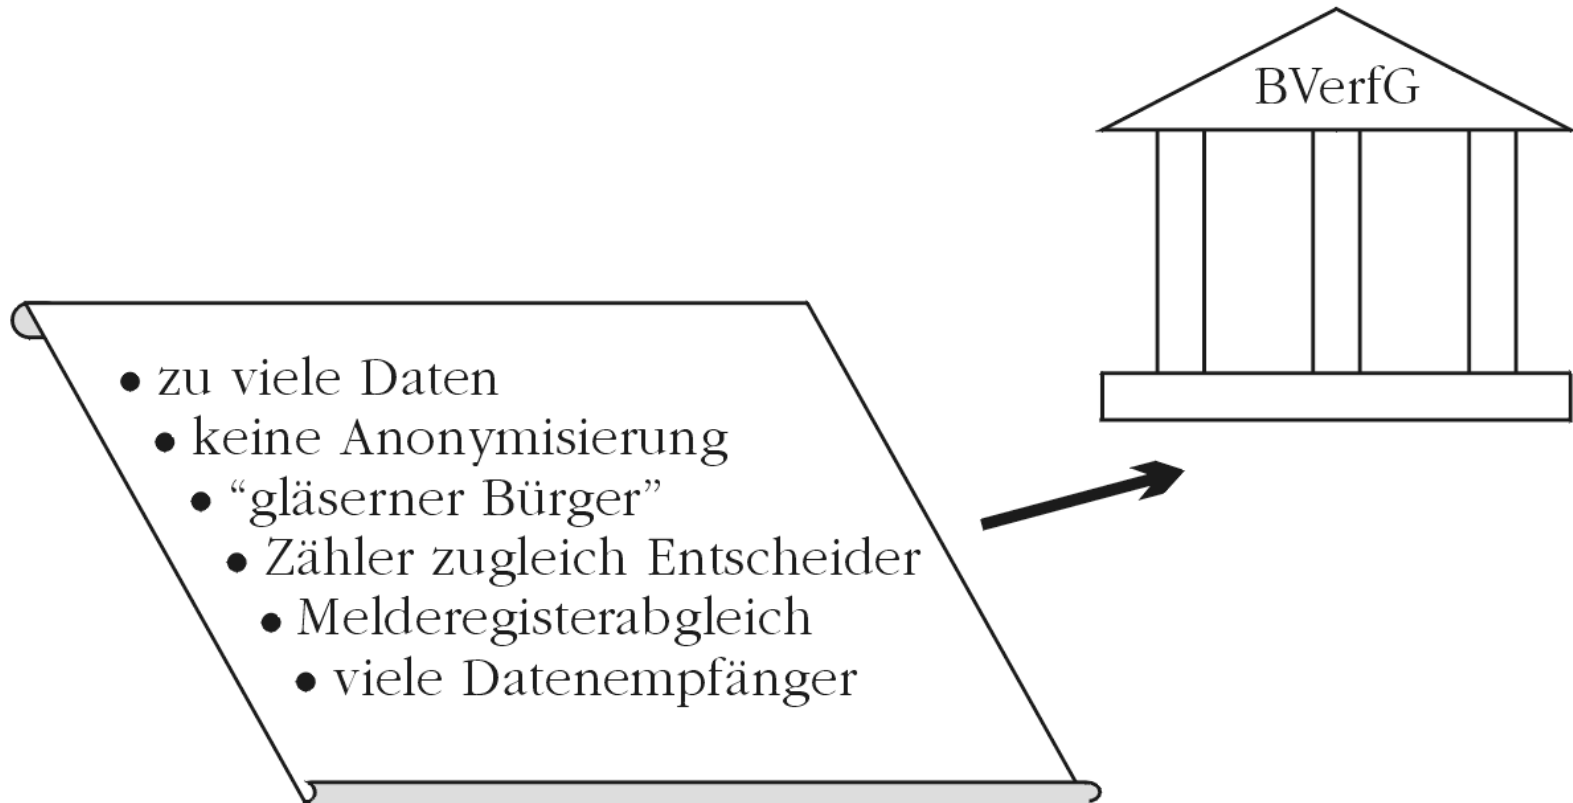 BVerfG
• zu viele Daten
• keine Anonymisierung
• “gläserner Bürger”
• Zähler zugleich Entscheider
• Melderegisterabgleich
• viele Datenempfänger